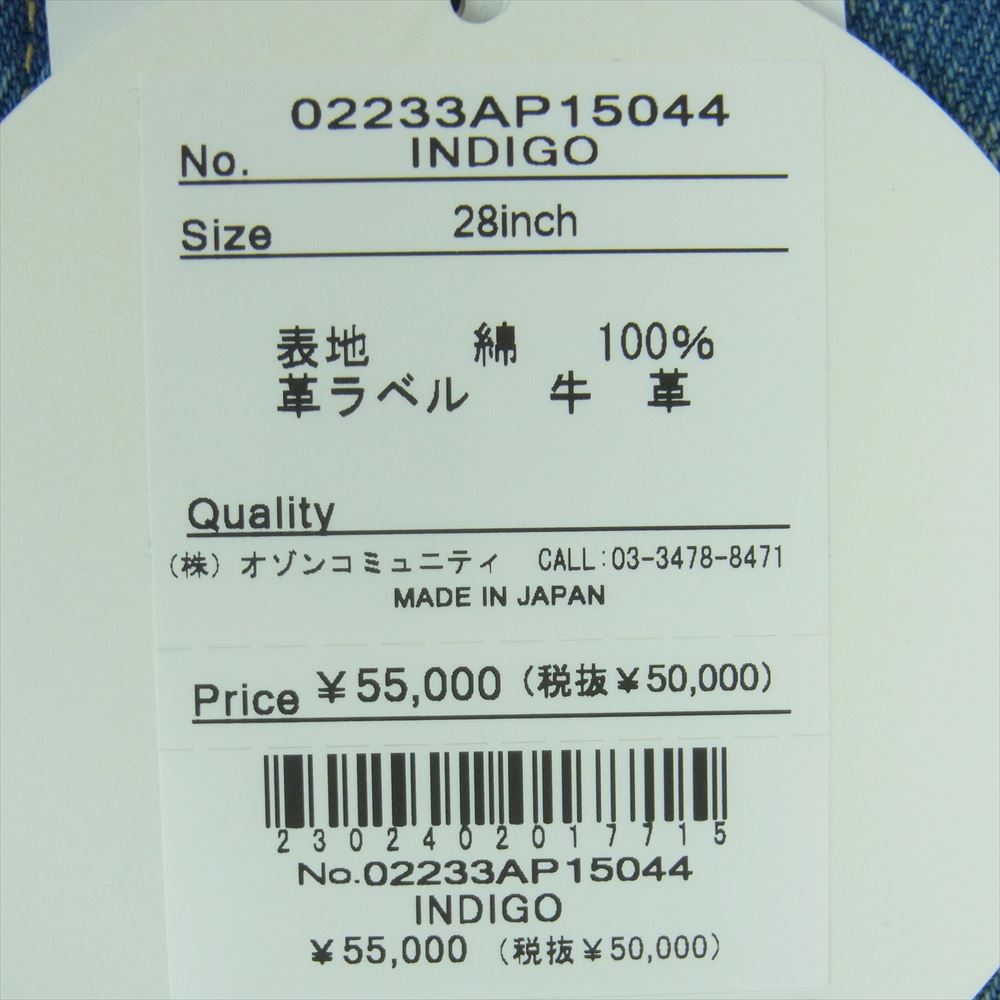 02233AP15044
No. INDIGO
Size 28inch
表地 綿 100%
革ラベル 牛 革
Quality
(株) オゾンコミュニティ CALL:03-3478-8471
MADE IN JAPAN
Price ¥55,000 (税抜¥50,000)
2302402017715
No.02233AP15044
INDIGO
¥55,000 (税抜¥50,000)